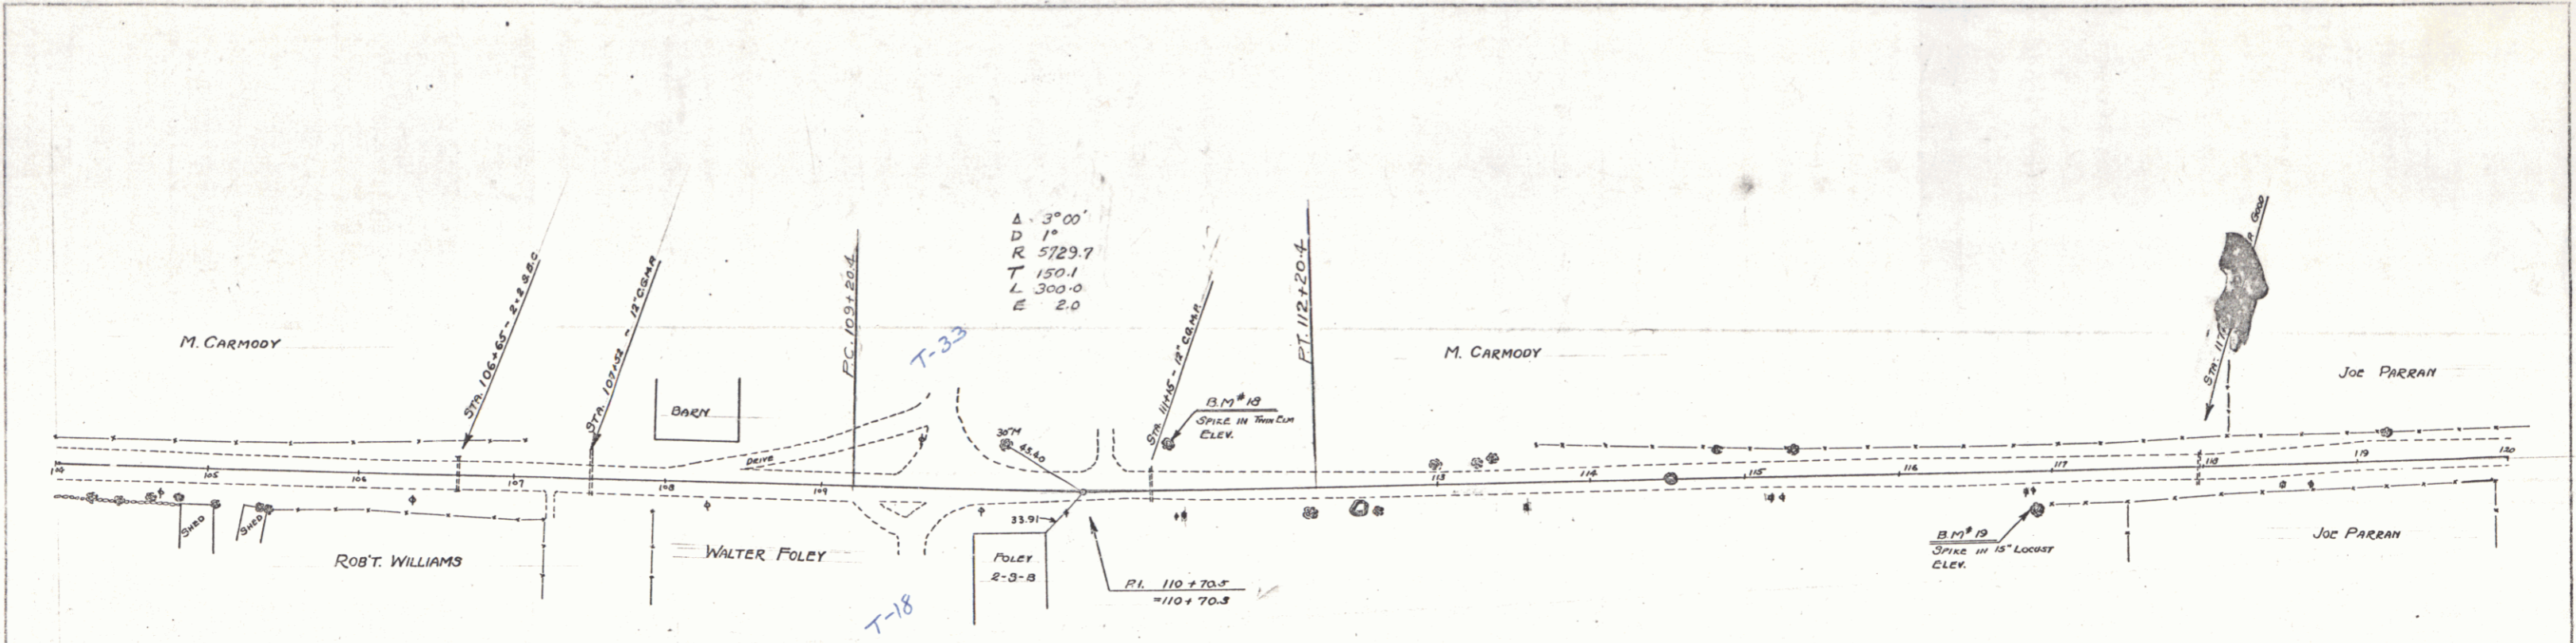 Δ 3°00'
D 1°
R 5729.7
T 150.1
L 300.0
E 2.0
M. CARMODY
STA. 106+65 - 2×2 S.B.C
STA. 107+52 - 12" C.G.M.P.
BARN
P.C. 109+20.4
T-33
STA. 111+15 - 12" C.G.M.P.
B.M #18
SPIKE IN TWIN ELM
ELEV.
P.T. 112+20.4
M. CARMODY
STA. 117
GOOD
JOE PARRAN
30"M
45.40
DRIVE
104 105 106 107 108 109 113 114 115 116 117 118 119 120
SHED
SHED
ROB'T. WILLIAMS
WALTER FOLEY
33.91
FOLEY
2-S-B
P.I. 110+70.5
=110+70.3
T-18
B.M #19
SPIKE IN 15" LOCUST
ELEV.
JOE PARRAN